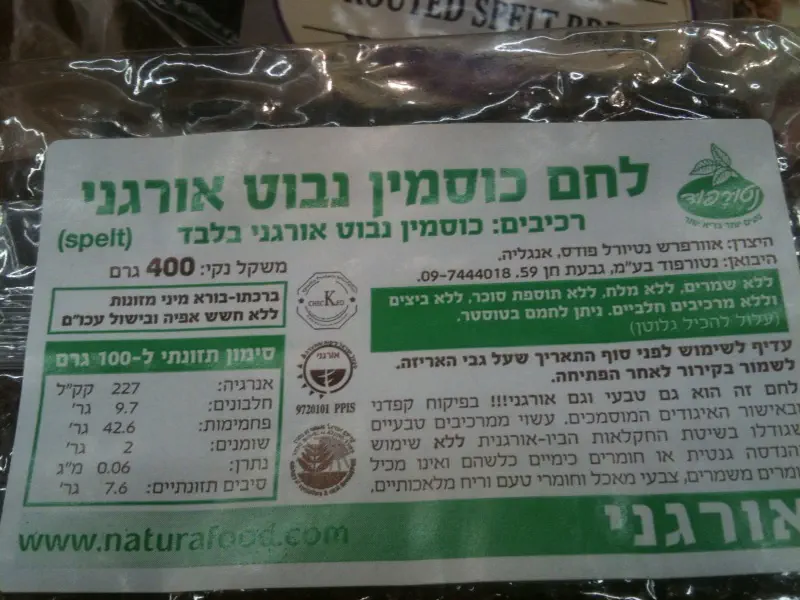 ROUTED SPELT BRE
לחם כוסמין נבוט אורגני
נטורפוד
רכיבים: כוסמין נבוט אורגני בלבד (spelt)
היצרן: אוורפרש נטיורל פודס, אנגליה.
היבואן: נטורפוד בע"מ, גבעת חן 59. 09-7444018.
משקל נקי: 400 גרם
ללא שמרים, ללא מלח, ללא תוספת סוכר, ללא ביצים
וללא מרכיבים חלביים. ניתן לחמם בטוסטר.
(עלול להכיל גלוטן)
ברכתו-בורא מיני מזונות
ללא חשש אפיה ובישול עכו"ם
עדיף לשימוש לפני סוף התאריך שעל גבי האריזה.
לשמור בקירור לאחר הפתיחה.
לחם זה הוא גם טבעי וגם אורגני!!! בפיקוח קפדני
ובאישור האיגודים המוסמכים. עשוי ממרכיבים טבעיים
שגודלו בשיטת החקלאות הביו-אורגנית ללא שימוש
הנדסה גנטית או חומרים כימיים כלשהם ואינו מכיל
חומרים משמרים, צבעי מאכל וחומרי טעם וריח מלאכותיים,
K
CHECKED
אורגני
9720101 PPIS
סימון תזונתי ל-100 גרם
אנרגיה: 227 קק"ל
חלבונים: 9.7 גר'
פחמימות: 42.6 גר'
שומנים: 2 גר'
נתרן: 0.06 מ"ג
סיבים תזונתיים: 7.6 גר'
אורגני
www.naturafood.com